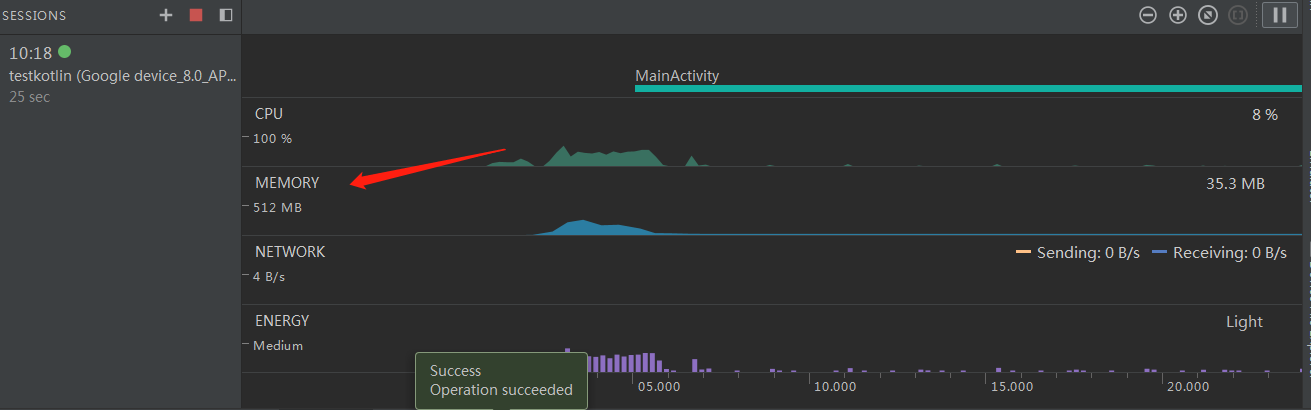 SESSIONS
10:18
testkotlin (Google device_8.0_AP...
25 sec
MainActivity
CPU
8 %
100 %
MEMORY
35.3 MB
512 MB
NETWORK
Sending: 0 B/s Receiving: 0 B/s
4 B/s
ENERGY
Light
Medium
Success
Operation succeeded
05.000 10.000 15.000 20.000